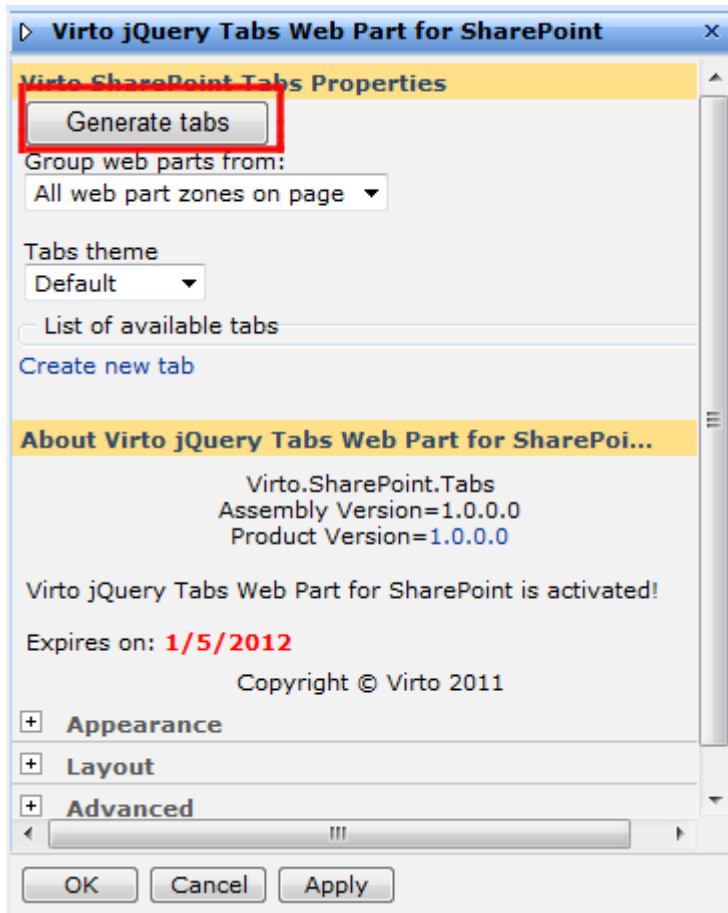 Virto jQuery Tabs Web Part for SharePoint
Virto SharePoint Tabs Properties
Generate tabs
Group web parts from:
All web part zones on page
Tabs theme
Default
List of available tabs
Create new tab
About Virto jQuery Tabs Web Part for SharePoi...
Virto.SharePoint.Tabs
Assembly Version=1.0.0.0
Product Version=1.0.0.0
Virto jQuery Tabs Web Part for SharePoint is activated!
Expires on: 1/5/2012
Copyright © Virto 2011
Appearance
Layout
Advanced
OK Cancel Apply